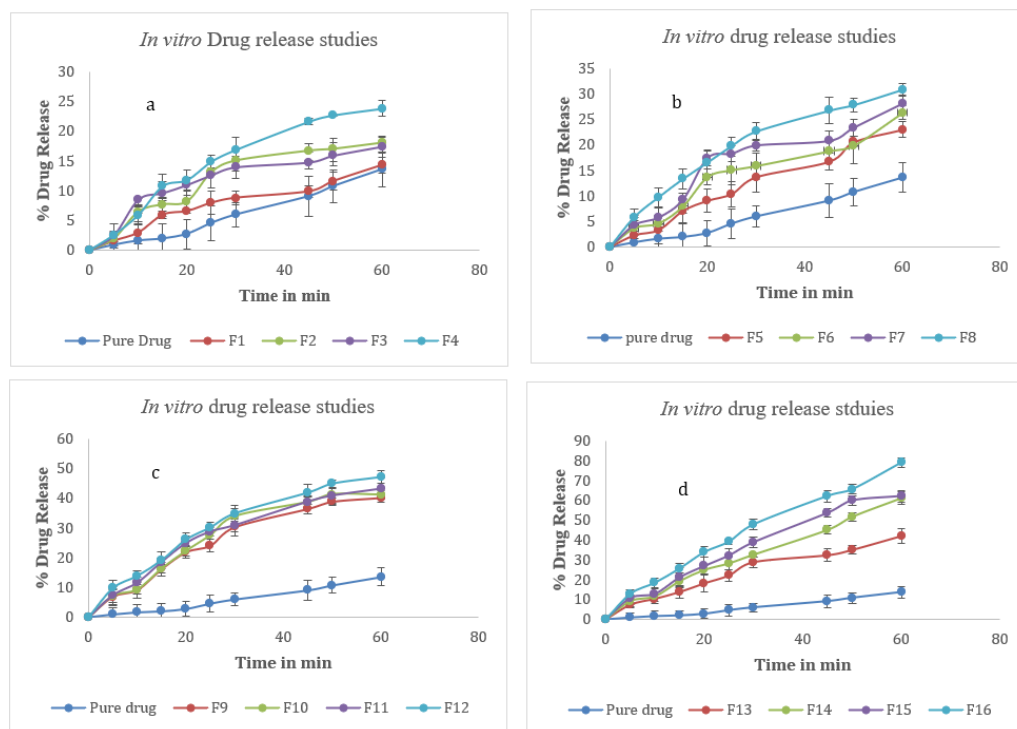 In vitro Drug release studies
a
% Drug Release
30
25
20
15
10
5
0
0 20 40 60 80
Time in min
Pure Drug F1 F2 F3 F4
In vitro drug release studies
b
% Drug Release
35
30
25
20
15
10
5
0
0 20 40 60 80
Time in min
pure drug F5 F6 F7 F8
In vitro drug release studies
c
% Drug Release
60
50
40
30
20
10
0
0 20 40 60 80
Time in min
Pure drug F9 F10 F11 F12
In vitro drug release stduies
d
% Drug Release
90
80
70
60
50
40
30
20
10
0
0 20 40 60 80
Time in min
Pure drug F13 F14 F15 F16